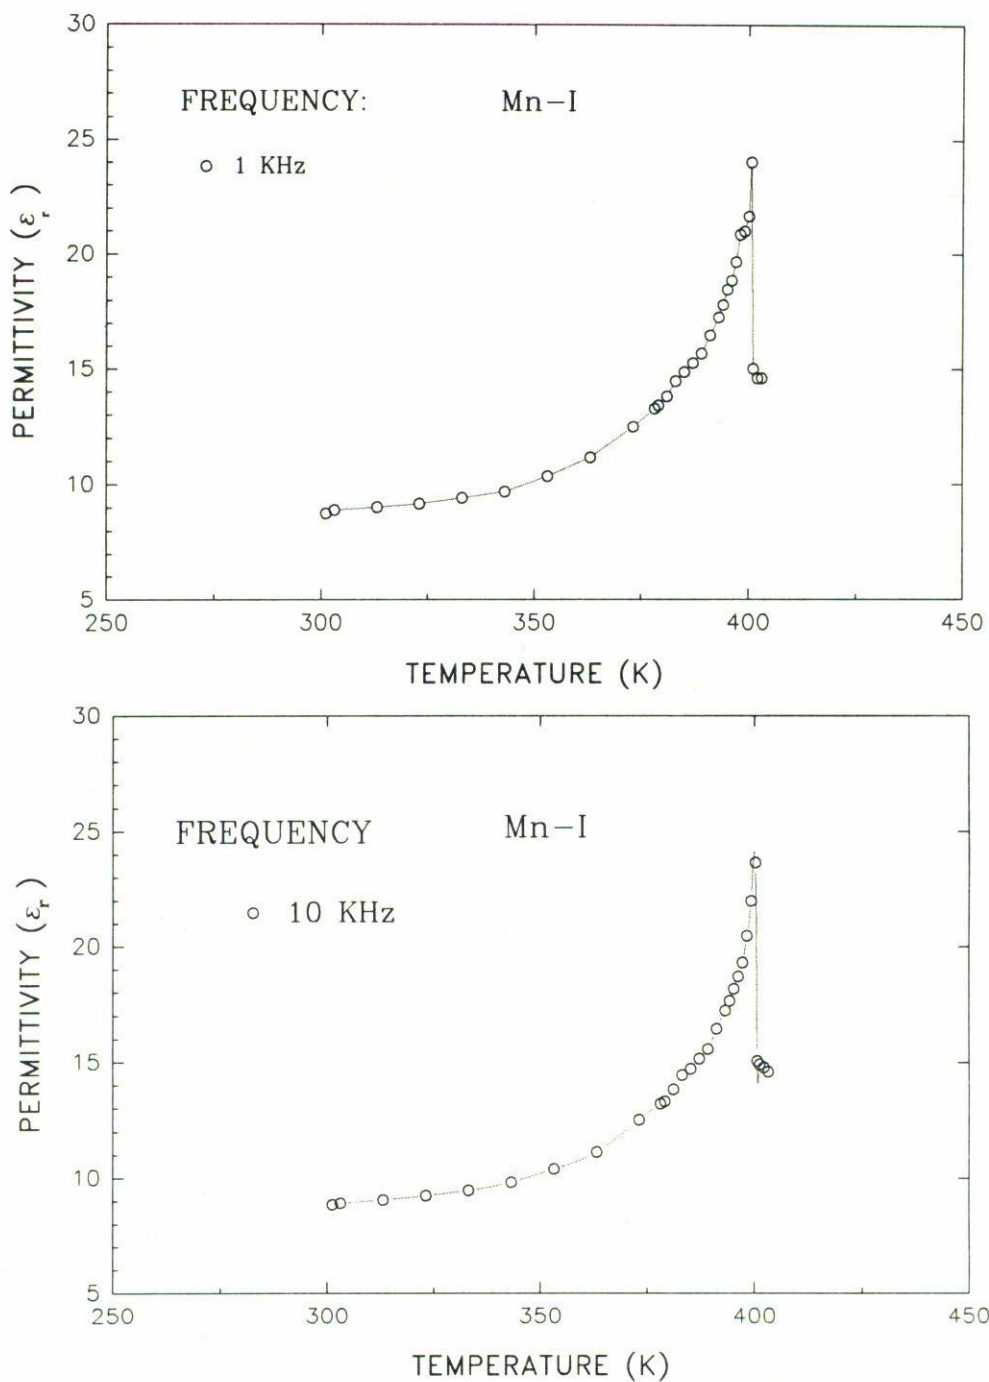 30
25
20
15
10
5
PERMITTIVITY (εr)
FREQUENCY: Mn-I
1 KHz
250 300 350 400 450
TEMPERATURE (K)
30
25
20
15
10
5
PERMITTIVITY (εr)
FREQUENCY Mn-I
10 KHz
250 300 350 400 450
TEMPERATURE (K)